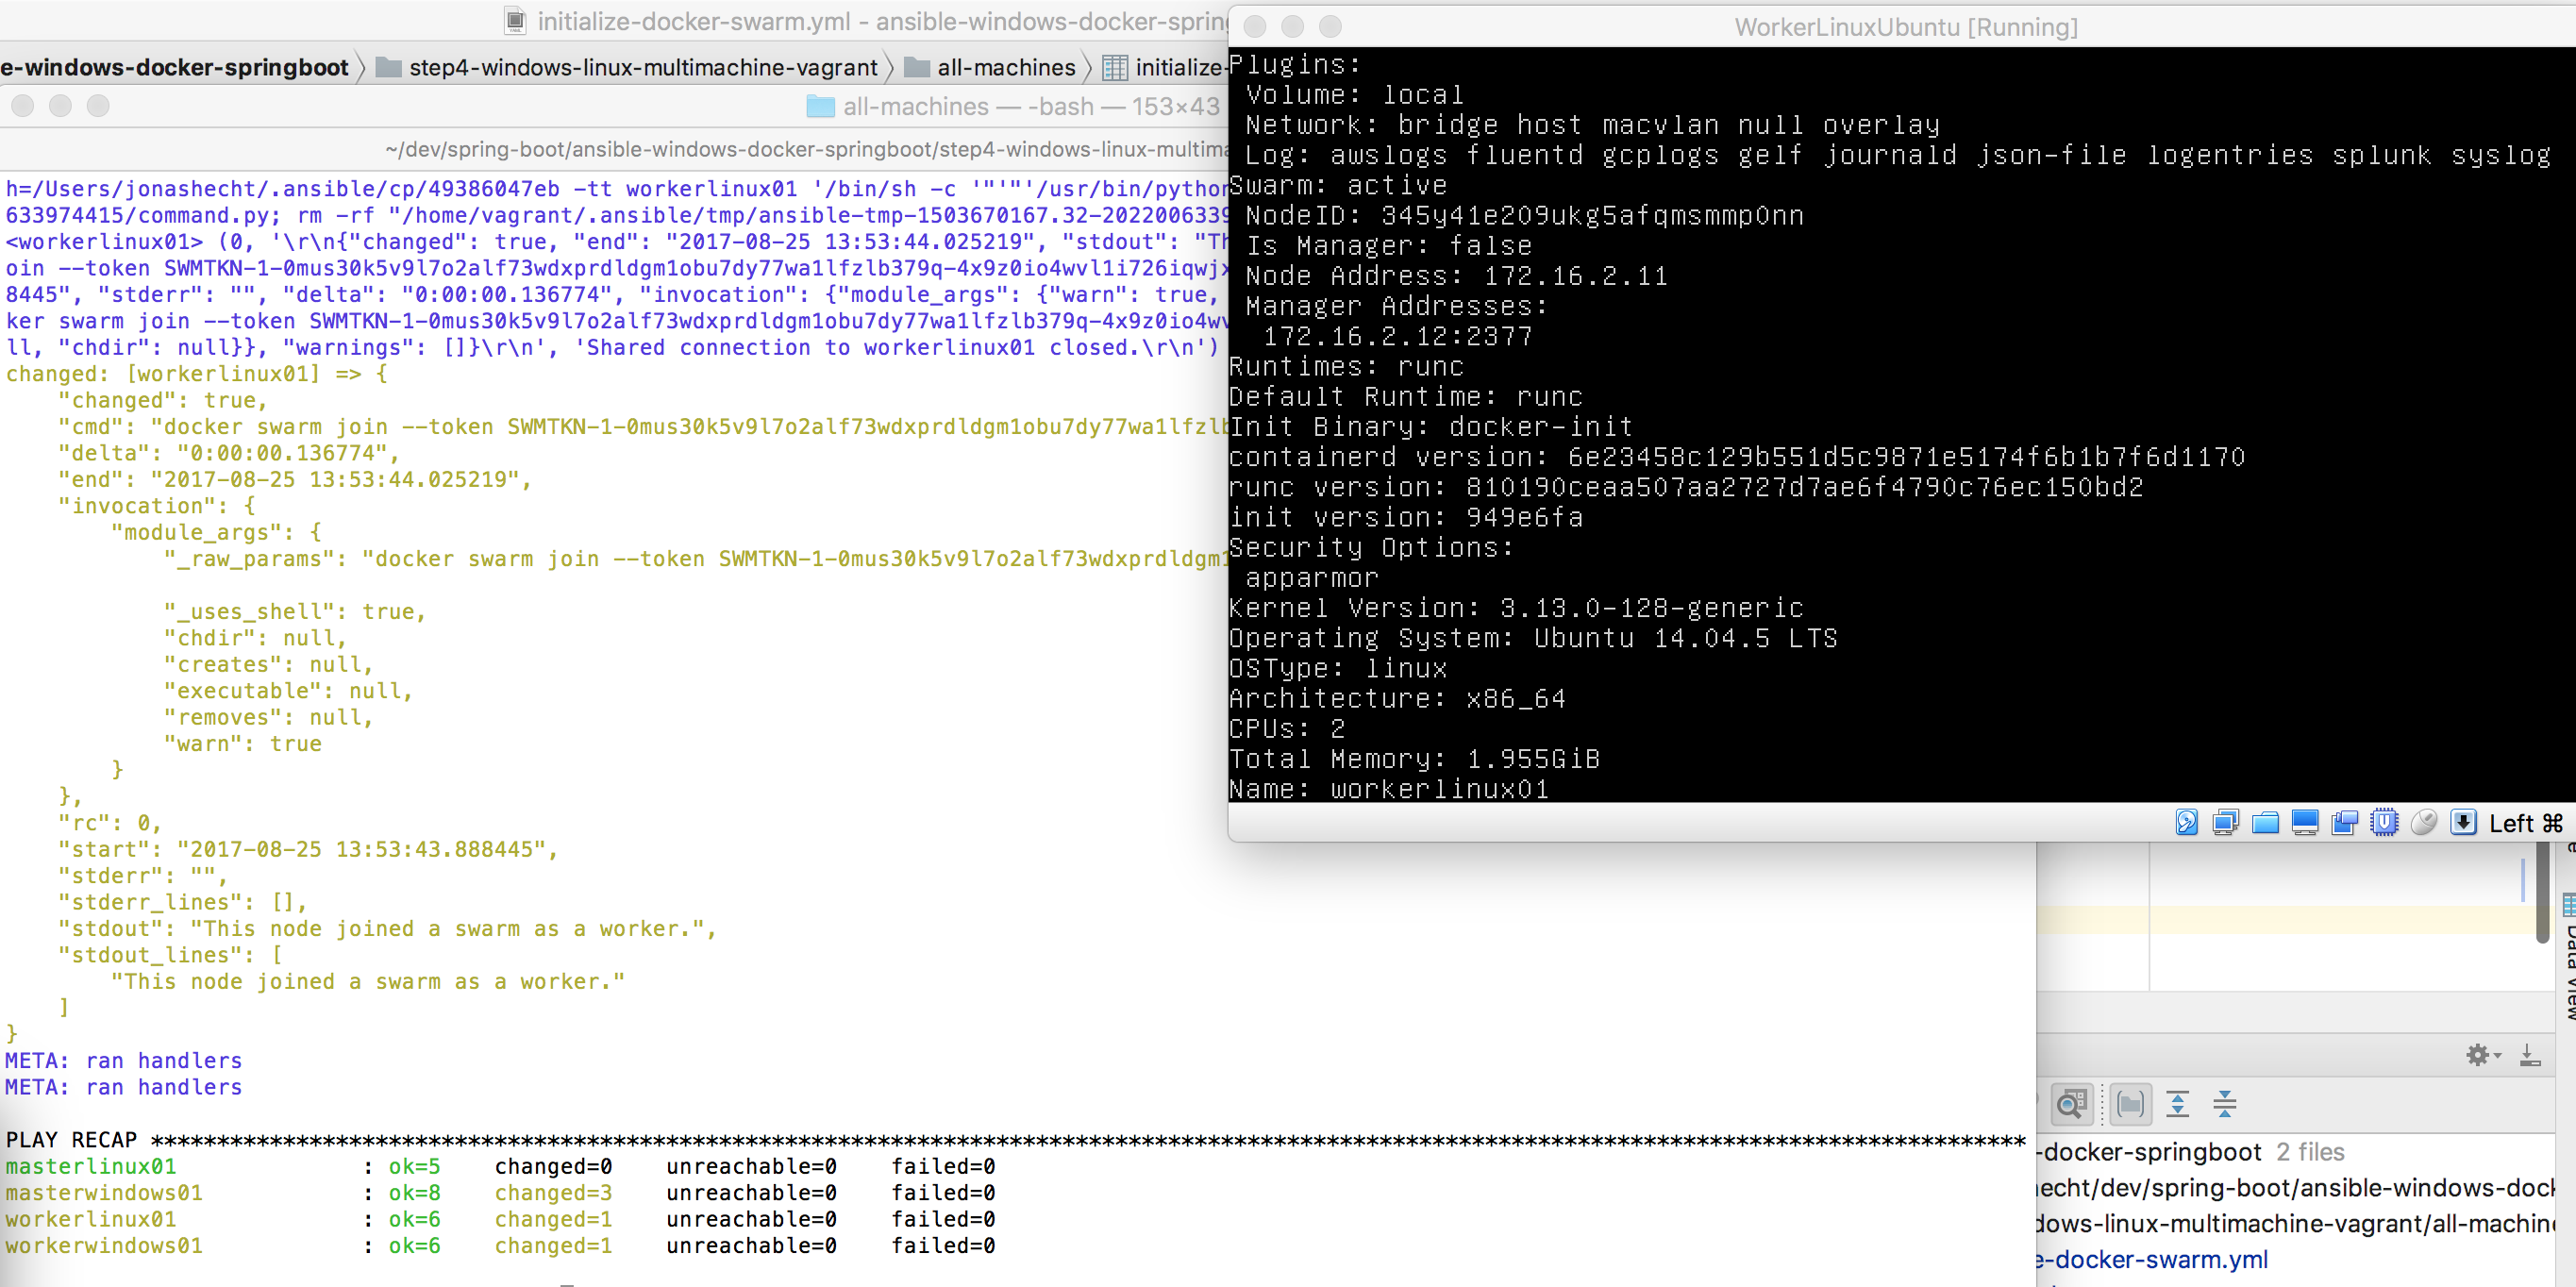 initialize-docker-swarm.yml - ansible-windows-docker-spring
e-windows-docker-springboot
step4-windows-linux-multimachine-vagrant
all-machines
initialize-
all-machines — -bash — 153×43
~/dev/spring-boot/ansible-windows-docker-springboot/step4-windows-linux-multima
h=/Users/jonashecht/.ansible/cp/49386047eb -tt workerlinux01 '/bin/sh -c '"'"'/usr/bin/python
633974415/command.py; rm -rf "/home/vagrant/.ansible/tmp/ansible-tmp-1503670167.32-2022006339
<workerlinux01> (0, '\r\n{"changed": true, "end": "2017-08-25 13:53:44.025219", "stdout": "Th
oin --token SWMTKN-1-0mus30k5v9l7o2alf73wdxprdldgm1obu7dy77wa1lfzlb379q-4x9z0io4wvl1i726iqwjx
8445", "stderr": "", "delta": "0:00:00.136774", "invocation": {"module_args": {"warn": true,
ker swarm join --token SWMTKN-1-0mus30k5v9l7o2alf73wdxprdldgm1obu7dy77wa1lfzlb379q-4x9z0io4wv
ll, "chdir": null}}, "warnings": []}\r\n', 'Shared connection to workerlinux01 closed.\r\n')
changed: [workerlinux01] => {
    "changed": true,
    "cmd": "docker swarm join --token SWMTKN-1-0mus30k5v9l7o2alf73wdxprdldgm1obu7dy77wa1lfzlb
    "delta": "0:00:00.136774",
    "end": "2017-08-25 13:53:44.025219",
    "invocation": {
        "module_args": {
            "_raw_params": "docker swarm join --token SWMTKN-1-0mus30k5v9l7o2alf73wdxprdldgm1
            "_uses_shell": true,
            "chdir": null,
            "creates": null,
            "executable": null,
            "removes": null,
            "warn": true
        }
    },
    "rc": 0,
    "start": "2017-08-25 13:53:43.888445",
    "stderr": "",
    "stderr_lines": [],
    "stdout": "This node joined a swarm as a worker.",
    "stdout_lines": [
        "This node joined a swarm as a worker."
    ]
}
META: ran handlers
META: ran handlers
PLAY RECAP **********************************************************************************************************************************************
masterlinux01 : ok=5 changed=0 unreachable=0 failed=0
masterwindows01 : ok=8 changed=3 unreachable=0 failed=0
workerlinux01 : ok=6 changed=1 unreachable=0 failed=0
workerwindows01 : ok=6 changed=1 unreachable=0 failed=0
WorkerLinuxUbuntu [Running]
Plugins:
 Volume: local
 Network: bridge host macvlan null overlay
 Log: awslogs fluentd gcplogs gelf journald json-file logentries splunk syslog
Swarm: active
 NodeID: 345y41e209ukg5afqmsmmp0nn
 Is Manager: false
 Node Address: 172.16.2.11
 Manager Addresses:
  172.16.2.12:2377
Runtimes: runc
Default Runtime: runc
Init Binary: docker-init
containerd version: 6e23458c129b551d5c9871e5174f6b1b7f6d1170
runc version: 810190ceaa507aa2727d7ae6f4790c76ec150bd2
init version: 949e6fa
Security Options:
 apparmor
Kernel Version: 3.13.0-128-generic
Operating System: Ubuntu 14.04.5 LTS
OSType: linux
Architecture: x86_64
CPUs: 2
Total Memory: 1.955GiB
Name: workerlinux01
Left ⌘
Data View
-docker-springboot 2 files
echt/dev/spring-boot/ansible-windows-dock
dows-linux-multimachine-vagrant/all-machin
e-docker-swarm.yml